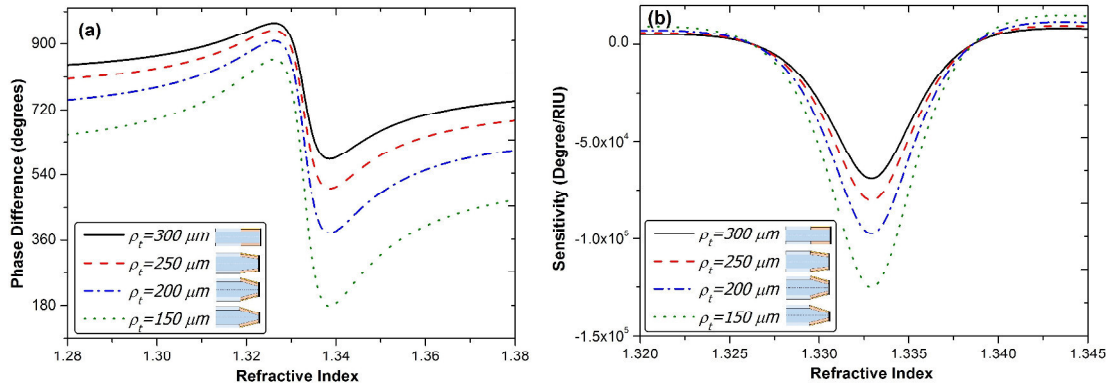 (a)
Phase Difference (degrees)
900
720
540
360
180
ρt=300 μm
ρt=250 μm
ρt=200 μm
ρt=150 μm
1.28 1.30 1.32 1.34 1.36 1.38
Refractive Index
(b)
Sensitivity (Degree/RIU)
0.0
-5.0x10⁴
-1.0x10⁵
-1.5x10⁵
ρt=300 μm
ρt=250 μm
ρt=200 μm
ρt=150 μm
1.320 1.325 1.330 1.335 1.340 1.345
Refractive Index